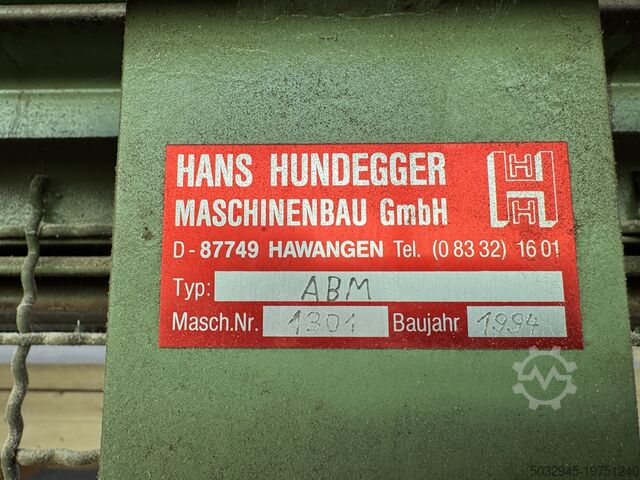 HANS HUNDEGGER
MASCHINENBAU GmbH
D - 87749 HAWANGEN Tel. (0 83 32) 16 01
Typ: ABM
Masch.Nr. 1301 Baujahr 1994
5032945-19751240